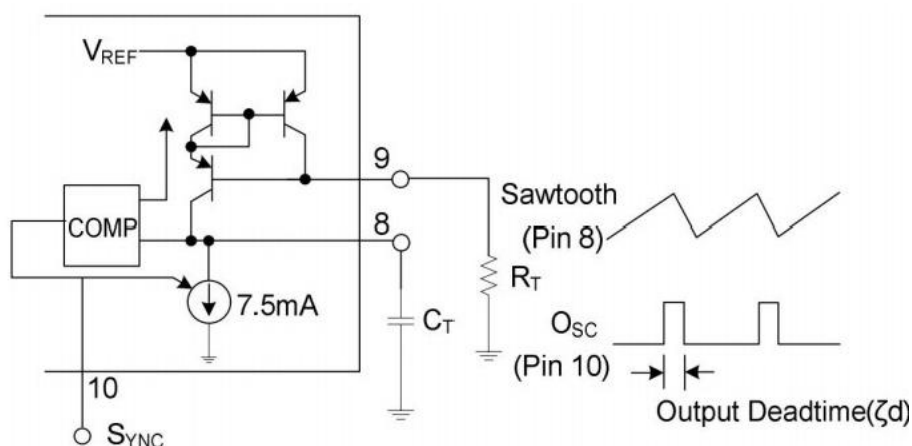 VREF
9
COMP
8
7.5mA
RT
CT
10
SYNC
Sawtooth
(Pin 8)
OSC
(Pin 10)
Output Deadtime(ζd)